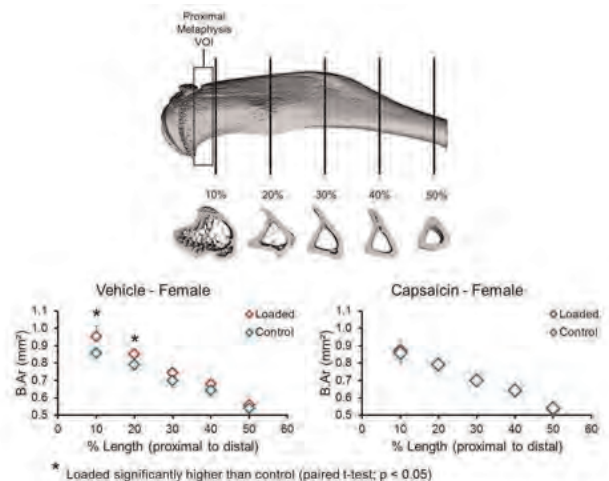 Proximal
Metaphysis
VOI
10% 20% 30% 40% 50%
Vehicle - Female
Capsaicin - Female
1.1
1.0
0.9
0.8
0.7
0.6
0.5
B.Ar (mm²)
*
*
Loaded
Control
0 10 20 30 40 50 60
% Length (proximal to distal)
1.1
1.0
0.9
0.8
0.7
0.6
0.5
B.Ar (mm²)
Loaded
Control
0 10 20 30 40 50 60
% Length (proximal to distal)
* Loaded significantly higher than control (paired t-test; p < 0.05)